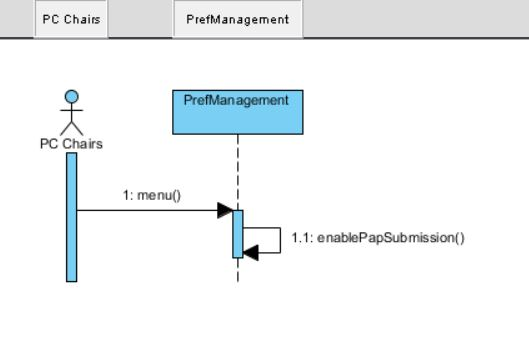 PC Chairs
PrefManagement
PrefManagement
PC Chairs
1: menu()
1.1: enablePapSubmission()